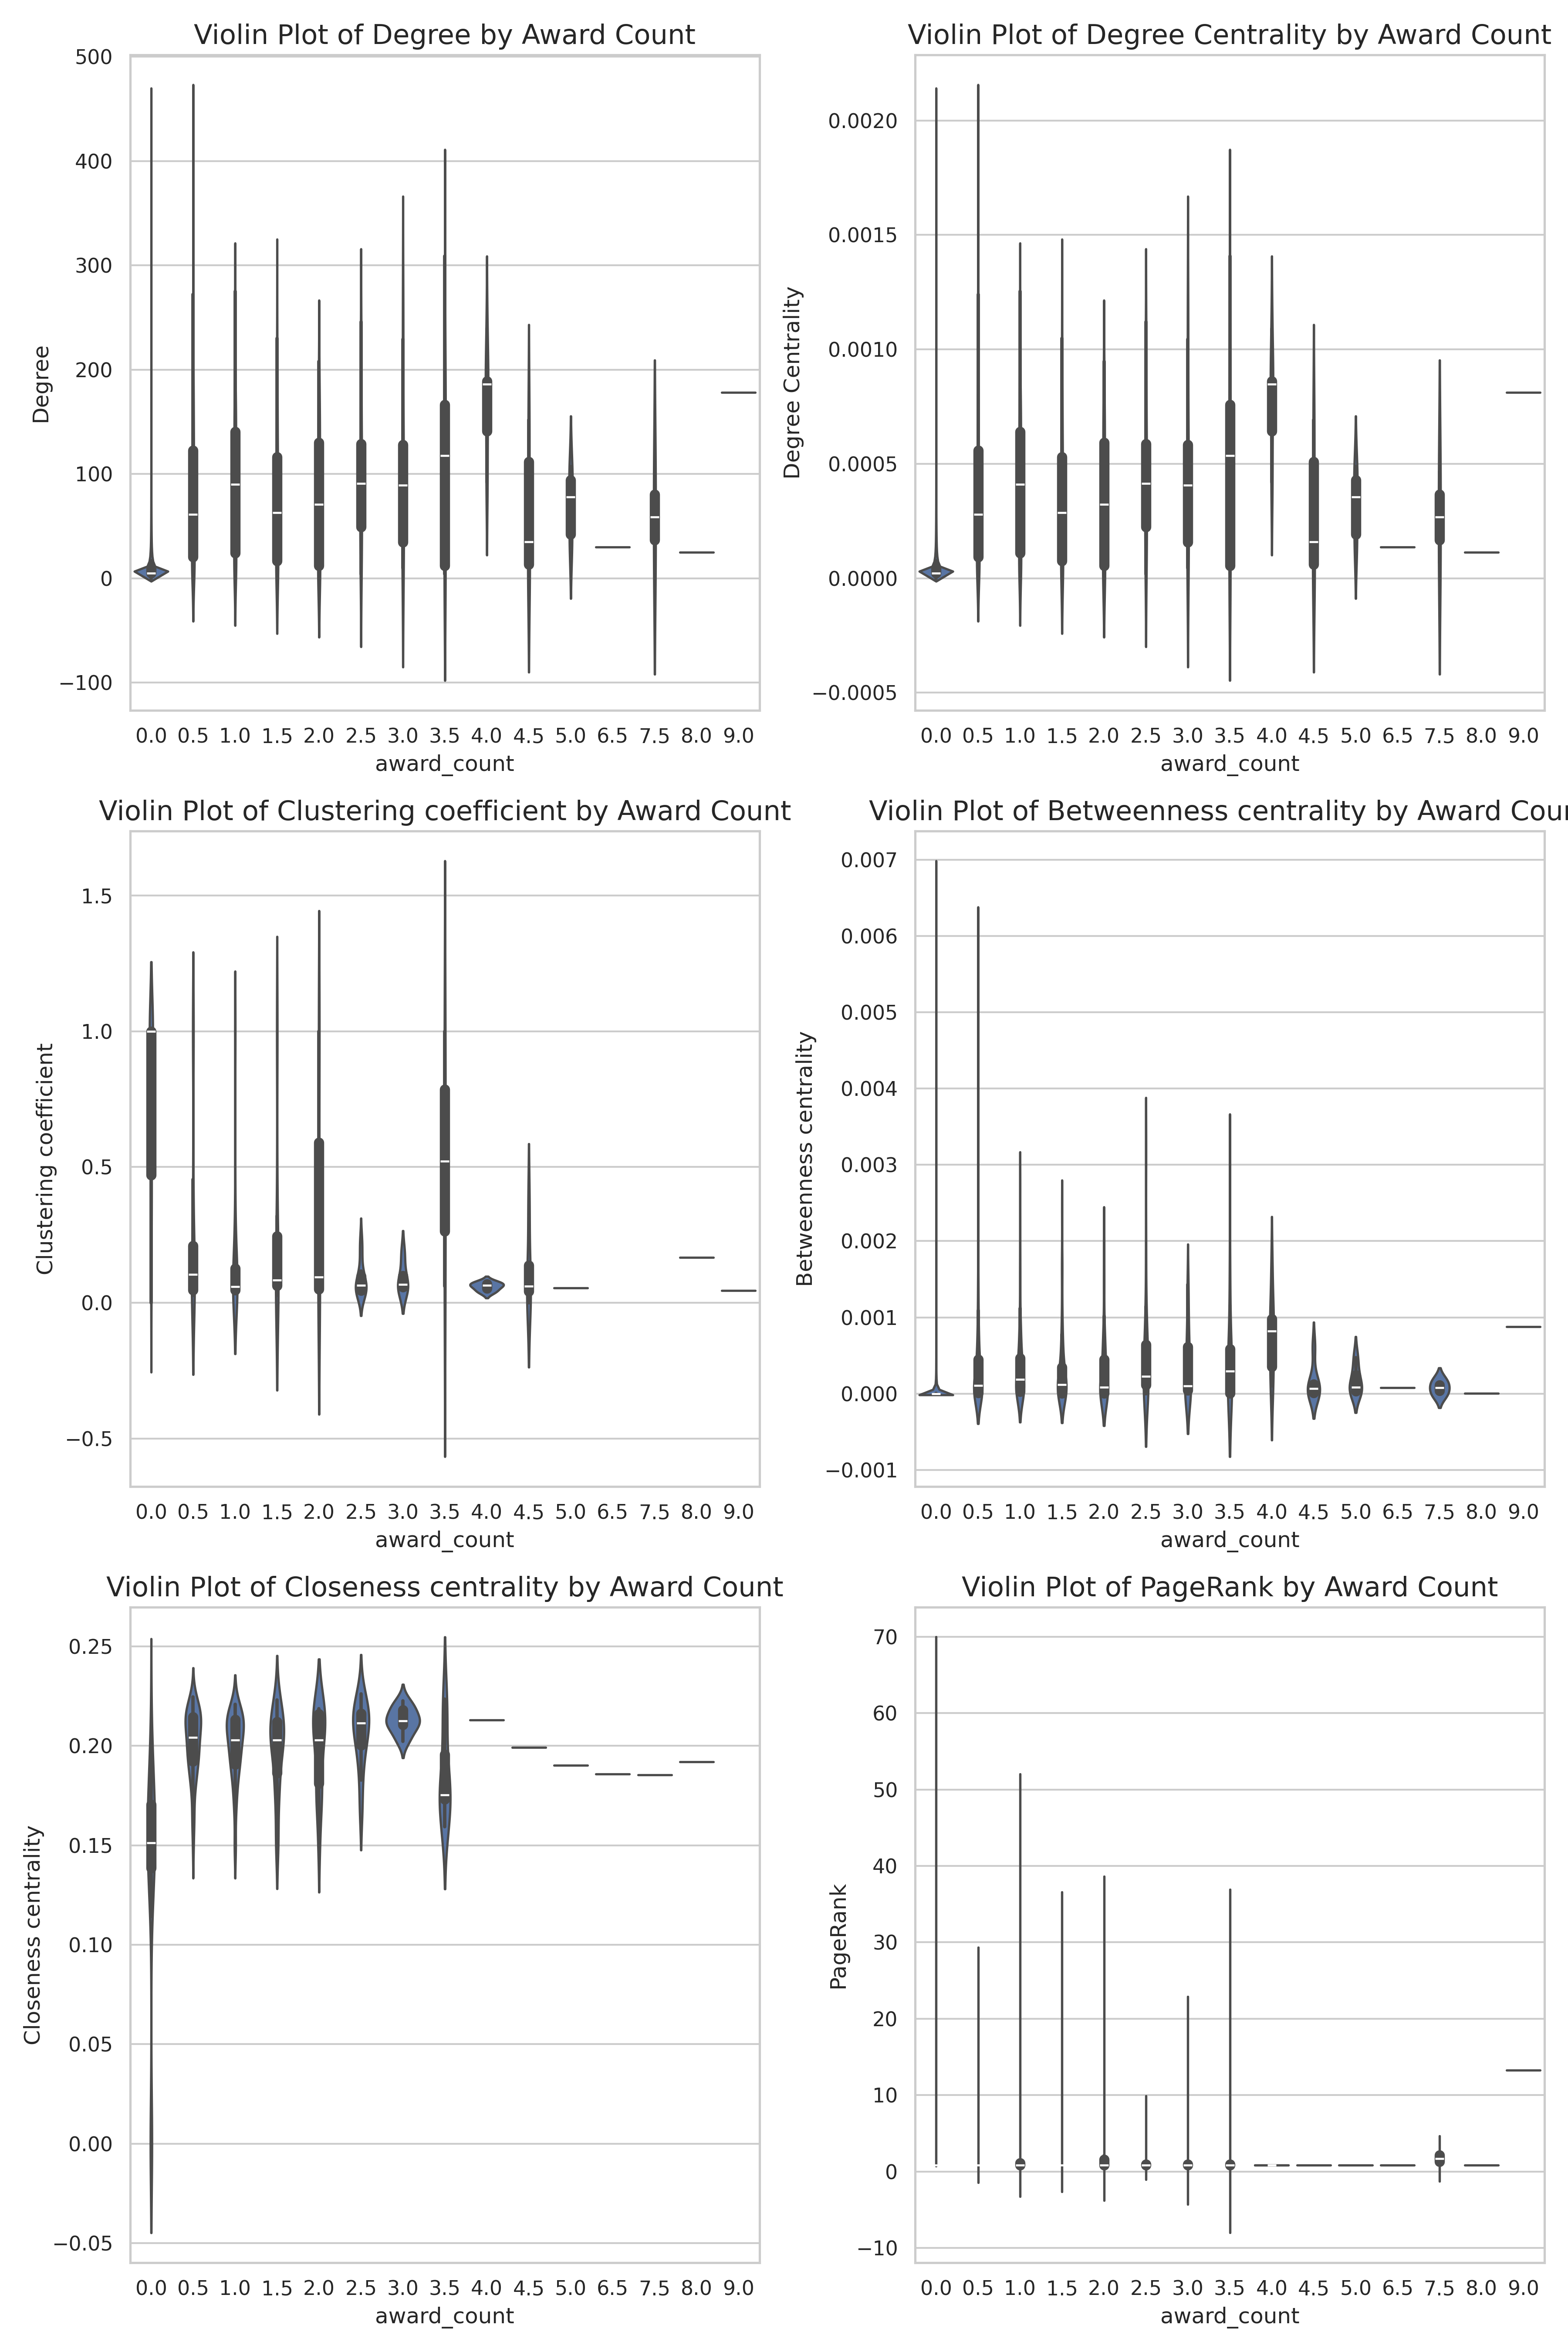 Violin Plot of Degree by Award Count
500
400
300
200
100
0
−100
Degree
0.0 0.5 1.0 1.5 2.0 2.5 3.0 3.5 4.0 4.5 5.0 6.5 7.5 8.0 9.0
award_count
Violin Plot of Degree Centrality by Award Count
0.0020
0.0015
0.0010
0.0005
0.0000
−0.0005
Degree Centrality
0.0 0.5 1.0 1.5 2.0 2.5 3.0 3.5 4.0 4.5 5.0 6.5 7.5 8.0 9.0
award_count
Violin Plot of Clustering coefficient by Award Count
1.5
1.0
0.5
0.0
−0.5
Clustering coefficient
0.0 0.5 1.0 1.5 2.0 2.5 3.0 3.5 4.0 4.5 5.0 6.5 7.5 8.0 9.0
award_count
Violin Plot of Betweenness centrality by Award Cou
0.007
0.006
0.005
0.004
0.003
0.002
0.001
0.000
−0.001
Betweenness centrality
0.0 0.5 1.0 1.5 2.0 2.5 3.0 3.5 4.0 4.5 5.0 6.5 7.5 8.0 9.0
award_count
Violin Plot of Closeness centrality by Award Count
0.25
0.20
0.15
0.10
0.05
0.00
−0.05
Closeness centrality
0.0 0.5 1.0 1.5 2.0 2.5 3.0 3.5 4.0 4.5 5.0 6.5 7.5 8.0 9.0
award_count
Violin Plot of PageRank by Award Count
70
60
50
40
30
20
10
0
−10
PageRank
0.0 0.5 1.0 1.5 2.0 2.5 3.0 3.5 4.0 4.5 5.0 6.5 7.5 8.0 9.0
award_count